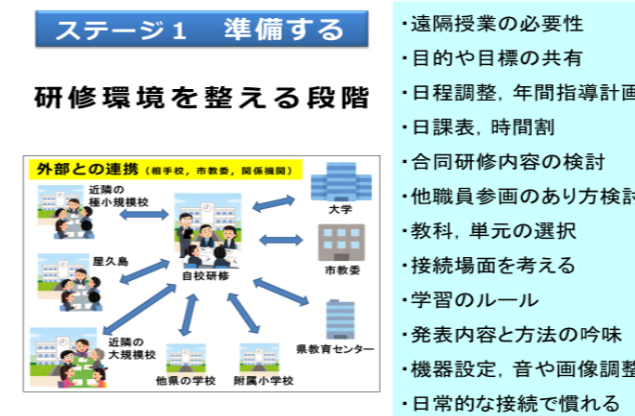 ステージ１　準備する
研修環境を整える段階
外部との連携（相手校，市教委，関係機関）
近隣の
極小規模校
屋久島
近隣の
大規模校
自校研修
大学
市教委
県教育センター
他県の学校
附属小学校
・遠隔授業の必要性
・目的や目標の共有
・日程調整，年間指導計画
・日課表，時間割
・合同研修内容の検討
・他職員参画のあり方検討
・教科，単元の選択
・接続場面を考える
・学習のルール
・発表内容と方法の吟味
・機器設定，音や画像調整
・日常的な接続で慣れる